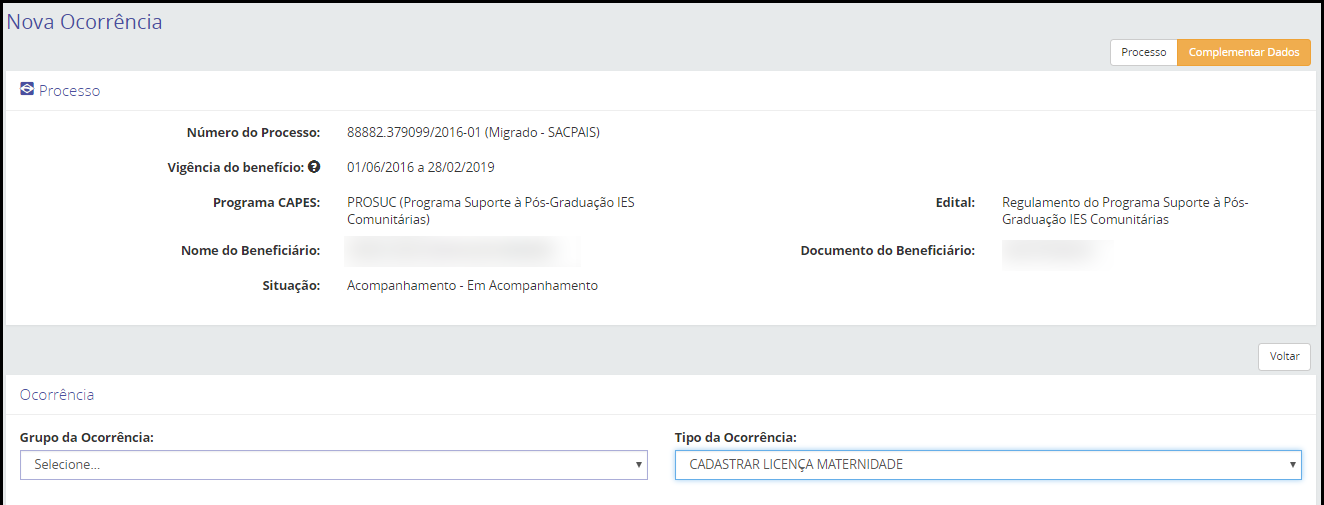 Nova Ocorrência
Processo
Complementar Dados
Processo
Número do Processo: 88882.379099/2016-01 (Migrado - SACPAIS)
Vigência do benefício: 01/06/2016 a 28/02/2019
Programa CAPES: PROSUC (Programa Suporte à Pós-Graduação IES
Comunitárias)
Edital: Regulamento do Programa Suporte à Pós-
Graduação IES Comunitárias
Nome do Beneficiário:
Documento do Beneficiário:
Situação: Acompanhamento - Em Acompanhamento
Voltar
Ocorrência
Grupo da Ocorrência:
Selecione...
Tipo da Ocorrência:
CADASTRAR LICENÇA MATERNIDADE